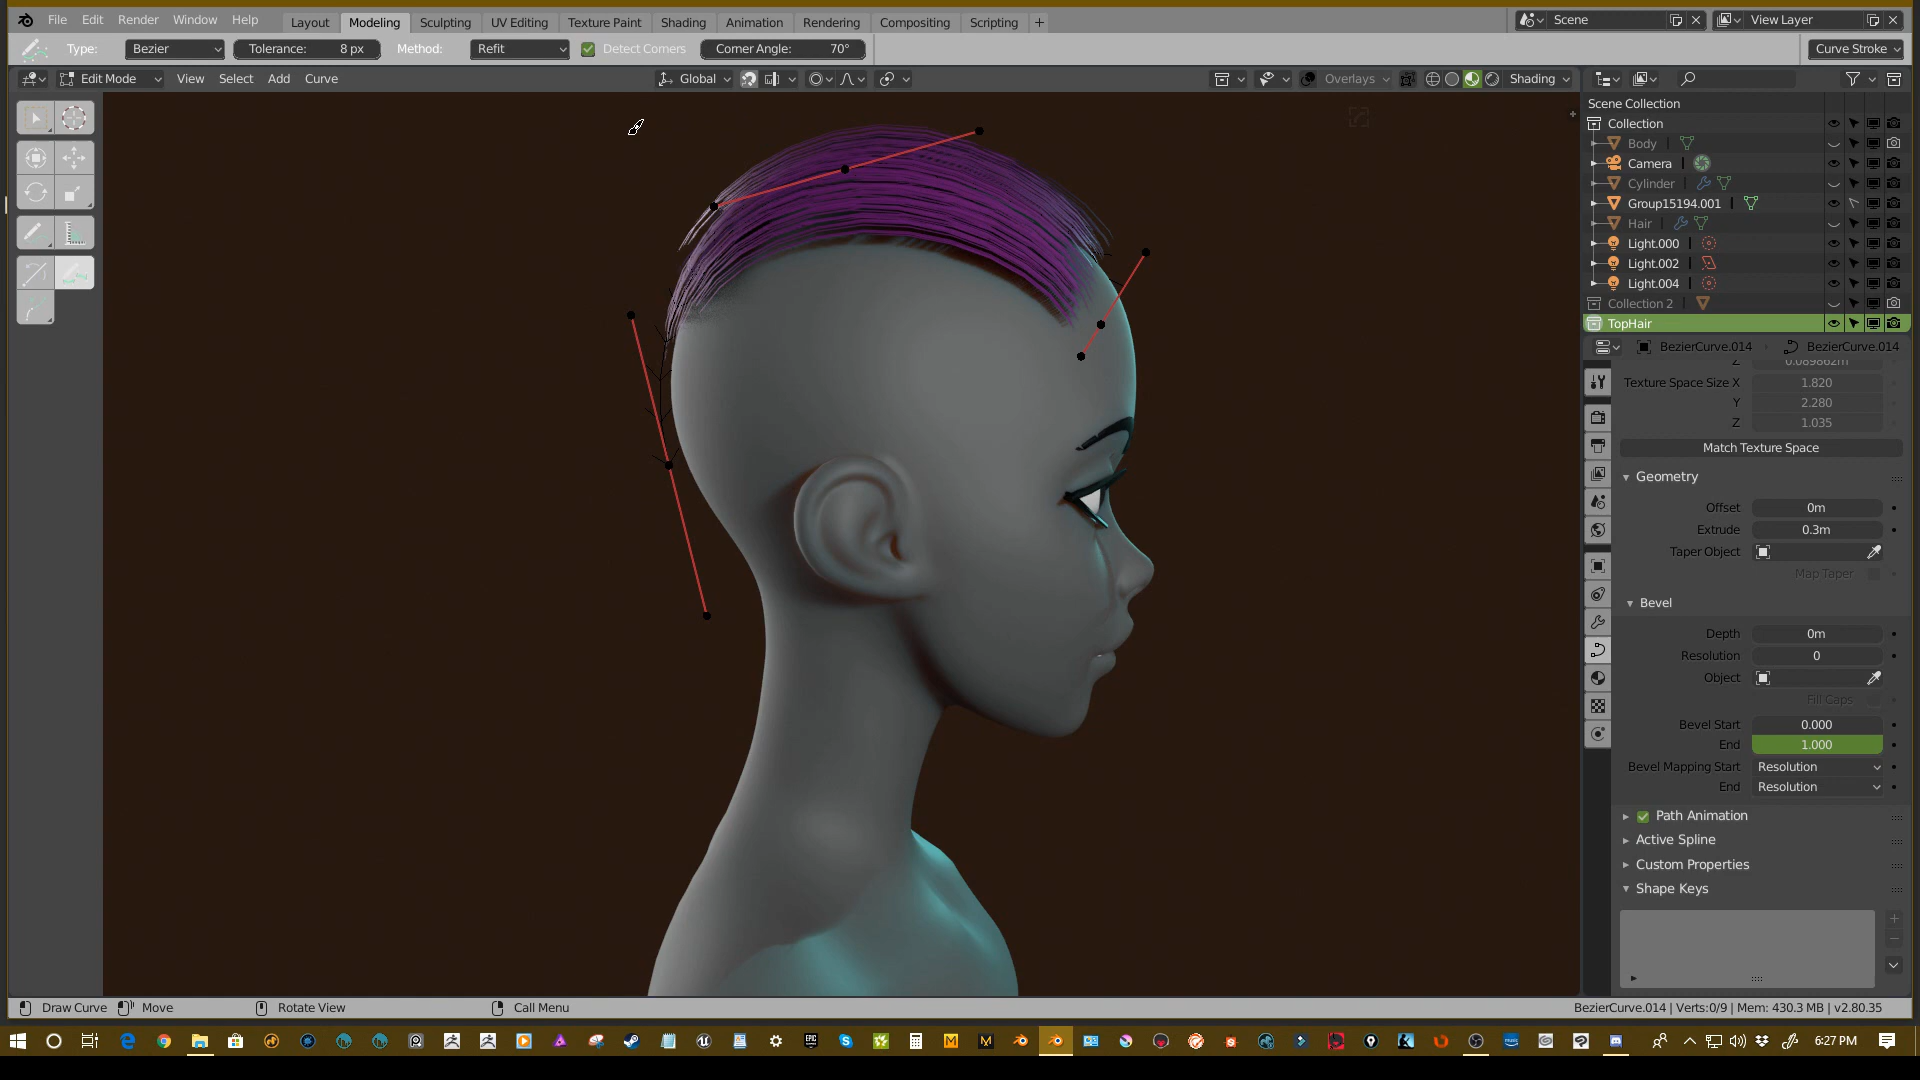 File Edit Render Window Help Layout Modeling Sculpting UV Editing Texture Paint Shading Animation Rendering Compositing Scripting + Scene View Layer
Type: Bezier Tolerance: 8 px Method: Refit Detect Corners Corner Angle: 70° Curve Stroke
Edit Mode View Select Add Curve Global Overlays Shading
Scene Collection
Collection
Body
Camera
Cylinder
Group15194.001
Hair
Light.000
Light.002
Light.004
Collection 2
TopHair
BezierCurve.014 BezierCurve.014
Z 0.089862m
Texture Space Size X 1.820
Y 2.280
Z 1.035
Match Texture Space
Geometry
Offset 0m
Extrude 0.3m
Taper Object
Map Taper
Bevel
Depth 0m
Resolution 0
Object
Fill Caps
Bevel Start 0.000
End 1.000
Bevel Mapping Start Resolution
End Resolution
Path Animation
Active Spline
Custom Properties
Shape Keys
Draw Curve Move Rotate View Call Menu BezierCurve.014 | Verts:0/9 | Mem: 430.3 MB | v2.80.35
6:27 PM